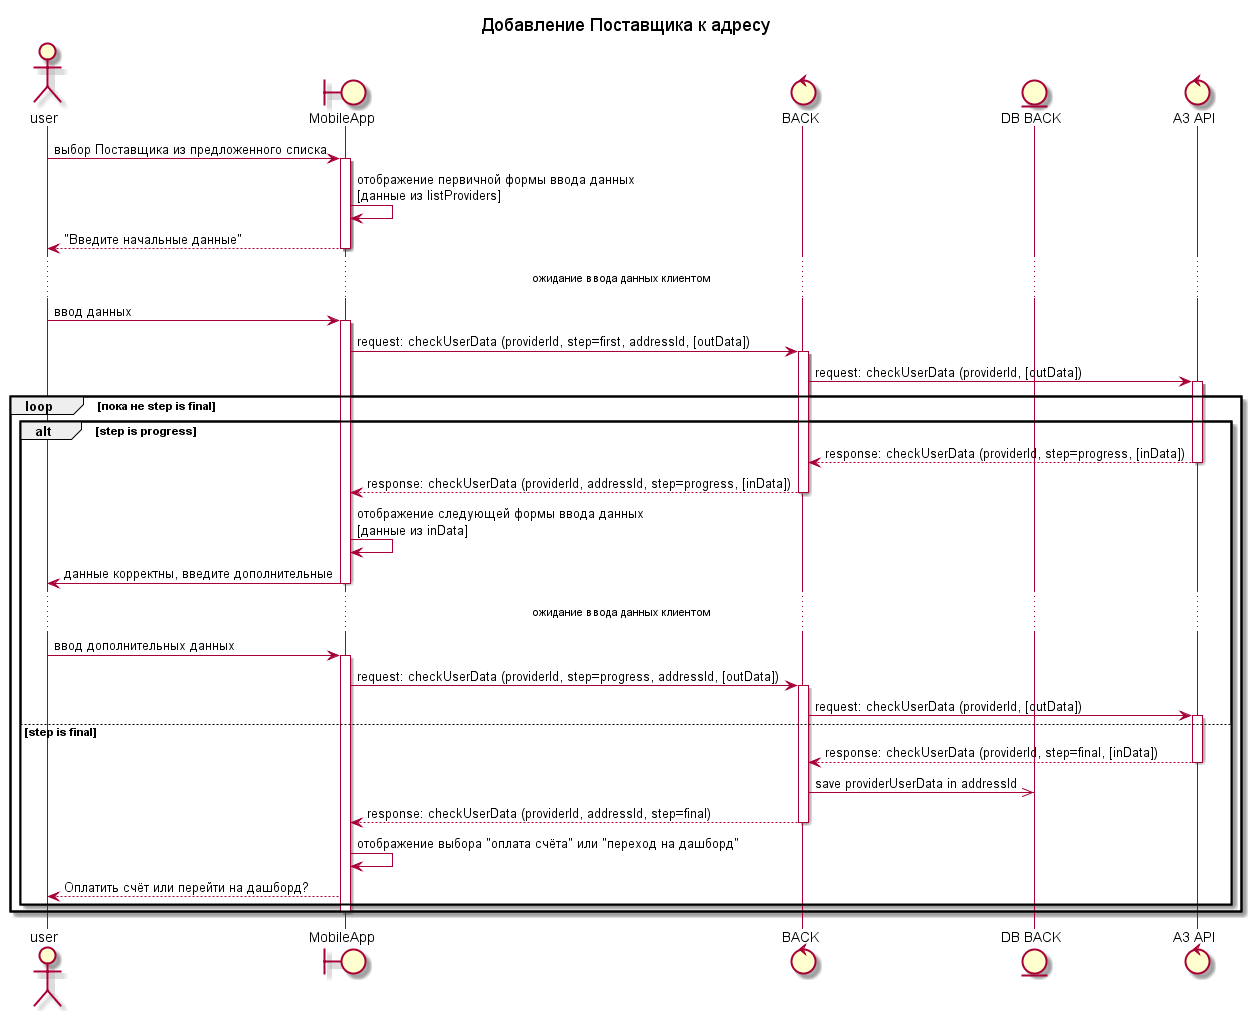 Добавление Поставщика к адресу
user
MobileApp
BACK
DB BACK
A3 API
выбор Поставщика из предложенного списка
отображение первичной формы ввода данных
[данные из listProviders]
"Введите начальные данные"
ожидание ввода данных клиентом
ввод данных
request: checkUserData (providerId, step=first, addressId, [outData])
request: checkUserData (providerId, [outData])
loop [пока не step is final]
alt [step is progress]
response: checkUserData (providerId, step=progress, [inData])
response: checkUserData (providerId, addressId, step=progress, [inData])
отображение следующей формы ввода данных
[данные из inData]
данные корректны, введите дополнительные
ожидание ввода данных клиентом
ввод дополнительных данных
request: checkUserData (providerId, step=progress, addressId, [outData])
request: checkUserData (providerId, [outData])
[step is final]
response: checkUserData (providerId, step=final, [inData])
save providerUserData in addressId
response: checkUserData (providerId, addressId, step=final)
отображение выбора "оплата счёта" или "переход на дашборд"
Оплатить счёт или перейти на дашборд?
user
MobileApp
BACK
DB BACK
A3 API